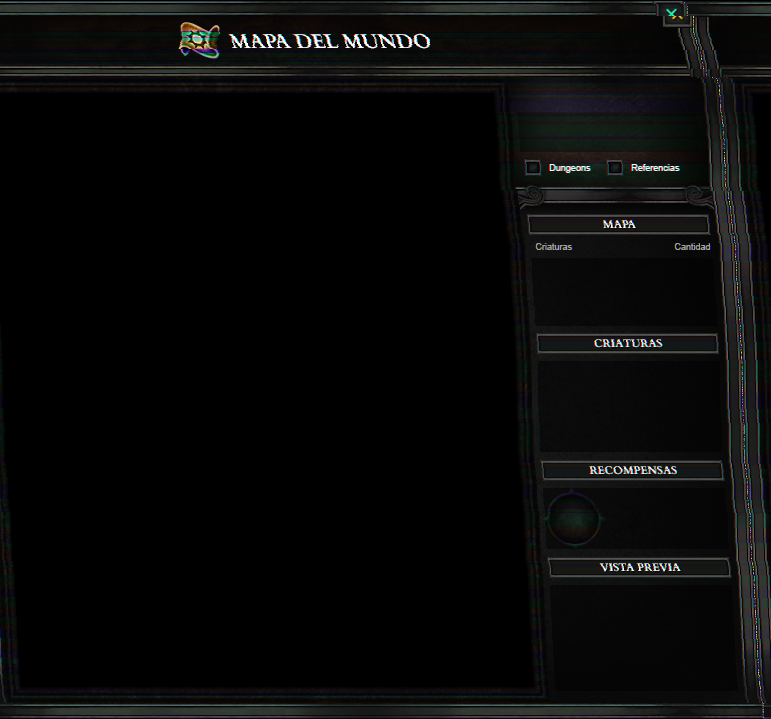 MAPA DEL MUNDO
Dungeons Referencias
MAPA
Criaturas Cantidad
CRIATURAS
RECOMPENSAS
VISTA PREVIA